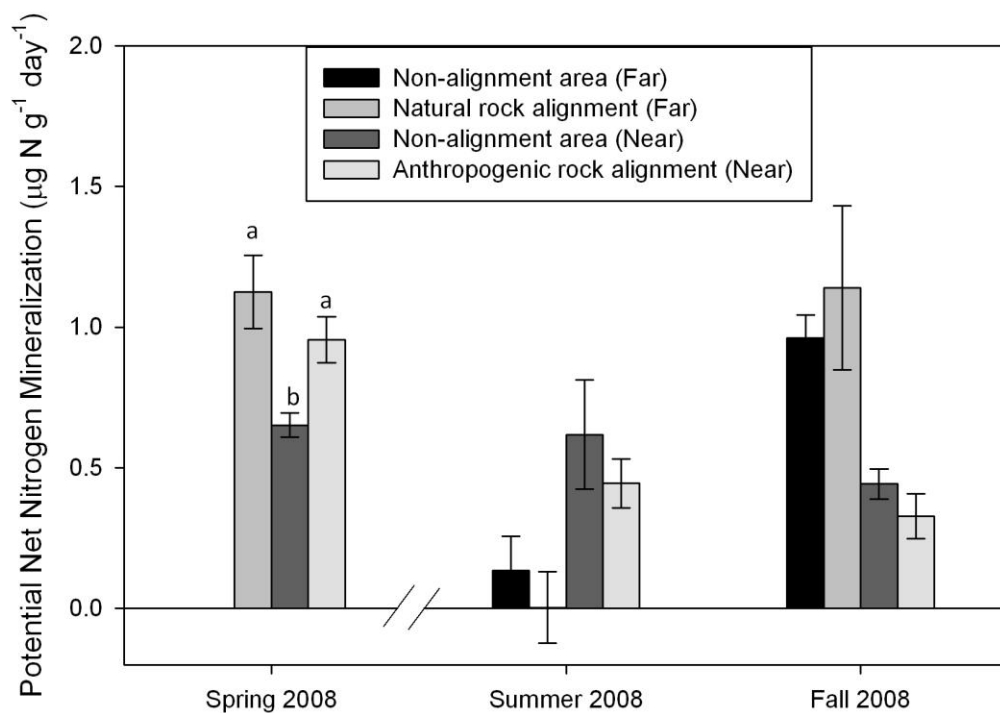 Potential Net Nitrogen Mineralization (µg N g⁻¹ day⁻¹)
2.0
1.5
1.0
0.5
0.0
Non-alignment area (Far)
Natural rock alignment (Far)
Non-alignment area (Near)
Anthropogenic rock alignment (Near)
a
b
a
Spring 2008
Summer 2008
Fall 2008